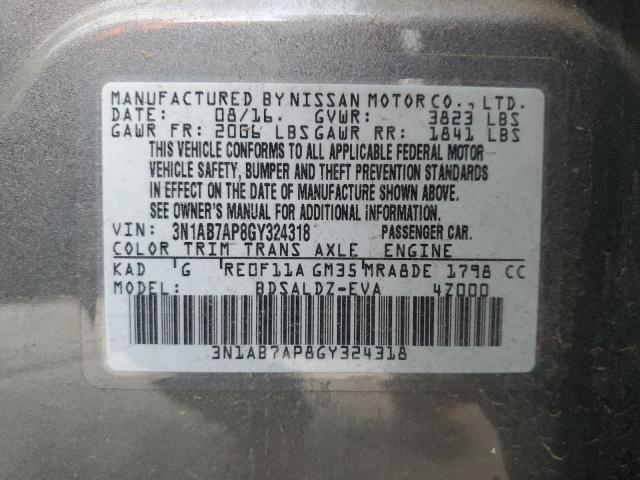 MANUFACTURED BY NISSAN MOTOR CO., LTD.
DATE: 08/16. GVWR: 3823 LBS
GAWR FR: 2066 LBS GAWR RR: 1841 LBS
THIS VEHICLE CONFORMS TO ALL APPLICABLE FEDERAL MOTOR
VEHICLE SAFETY, BUMPER AND THEFT PREVENTION STANDARDS
IN EFFECT ON THE DATE OF MANUFACTURE SHOWN ABOVE.
SEE OWNER'S MANUAL FOR ADDITIONAL INFORMATION.
VIN: 3N1AB7AP8GY324318 PASSENGER CAR.
COLOR TRIM TRANS AXLE ENGINE
KAD G RE0F11A GM35 MRA8DE 1798 CC
MODEL: BDSALDZ-EVA 4Z000
3N1AB7AP8GY324318